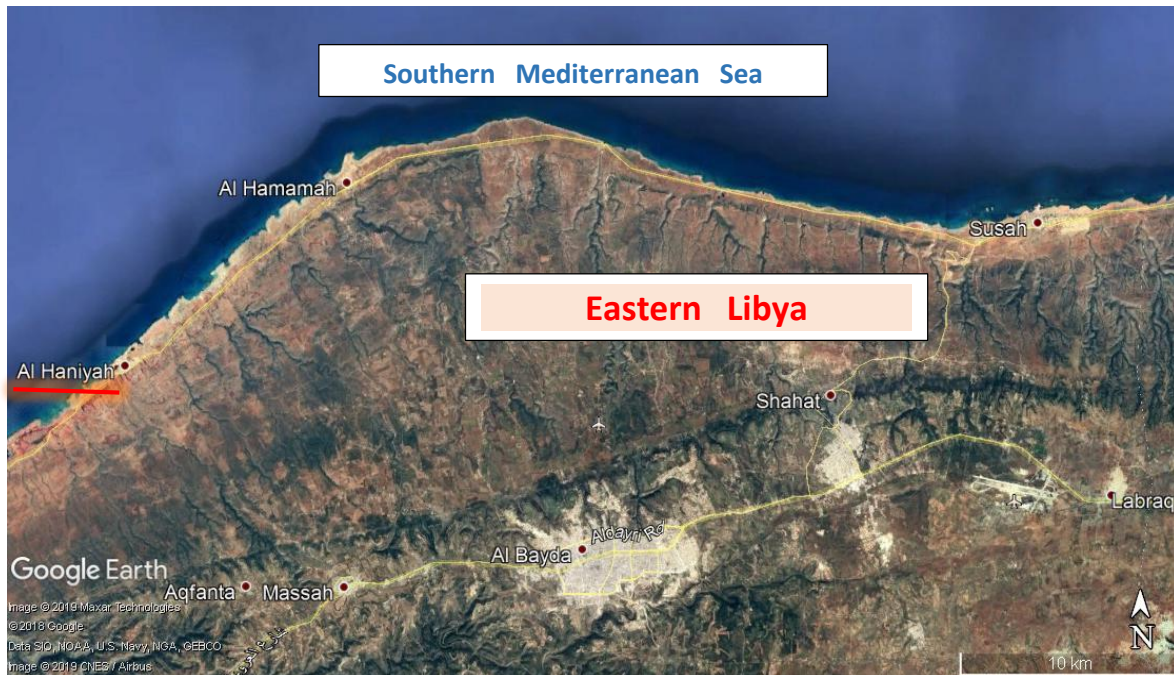 Southern Mediterranean Sea
Al Hamamah
Susah
Eastern Libya
Al Haniyah
Shahat
Labraq
Aldayri Rd
Al Bayda
Google Earth
Aqfanta
Massah
Image © 2019 Maxar Technologies
© 2018 Google
Data SIO, NOAA, U.S. Navy, NGA, GEBCO
Image © 2019 CNES / Airbus
N
10 km